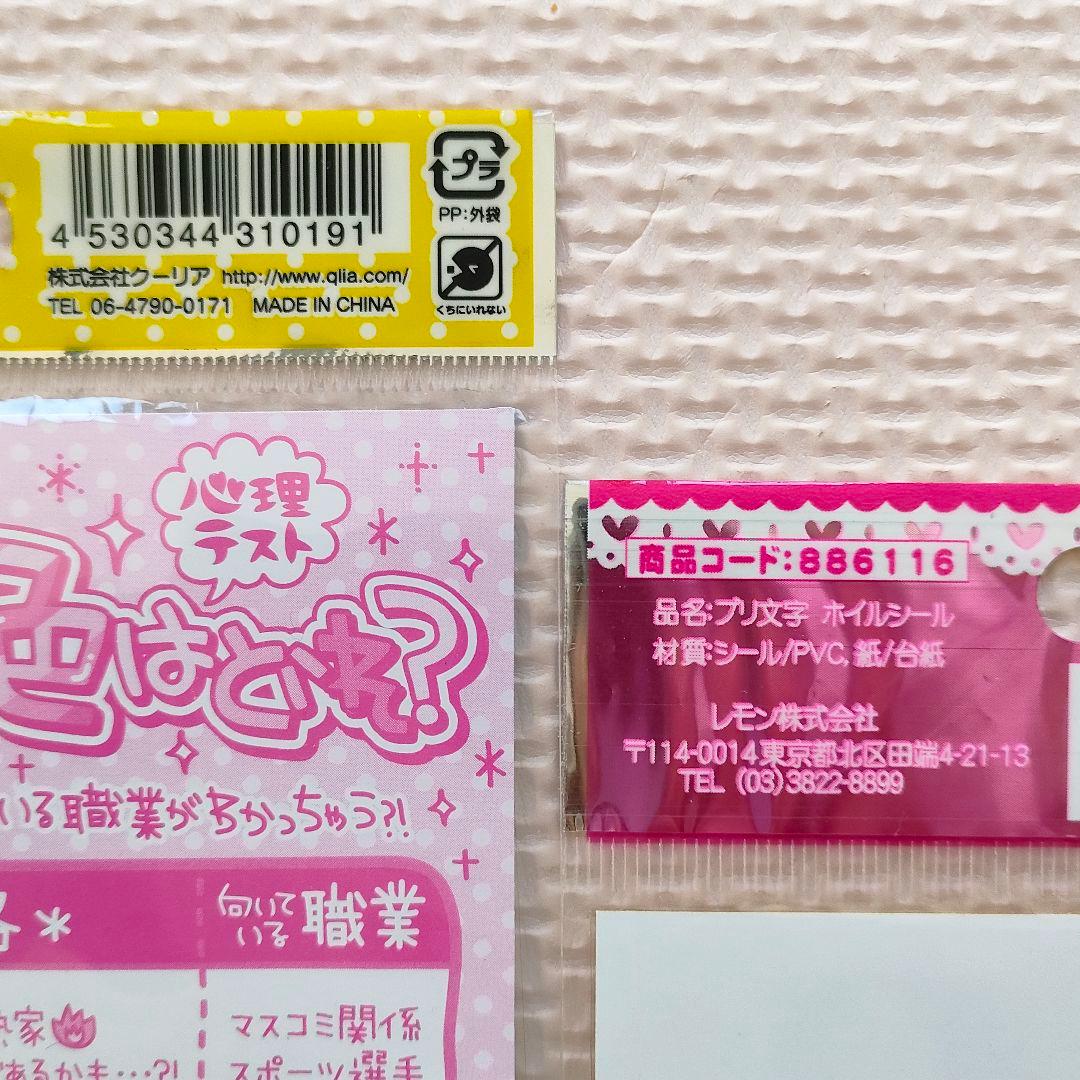 4 530344 310191
株式会社クーリア http://www.qlia.com/
TEL 06-4790-0171 MADE IN CHINA
プラ
PP:外袋
くちにいれない
心理
テスト
色はどれ?
いる職業がわかっちゃう?!
向いて
いる
職業
マスコミ関係
があるかも…?!
スポーツ選手
商品コード:886116
品名:プリ文字 ホイルシール
材質:シール/PVC, 紙/台紙
レモン株式会社
〒114-0014東京都北区田端4-21-13
TEL (03)3822-8899